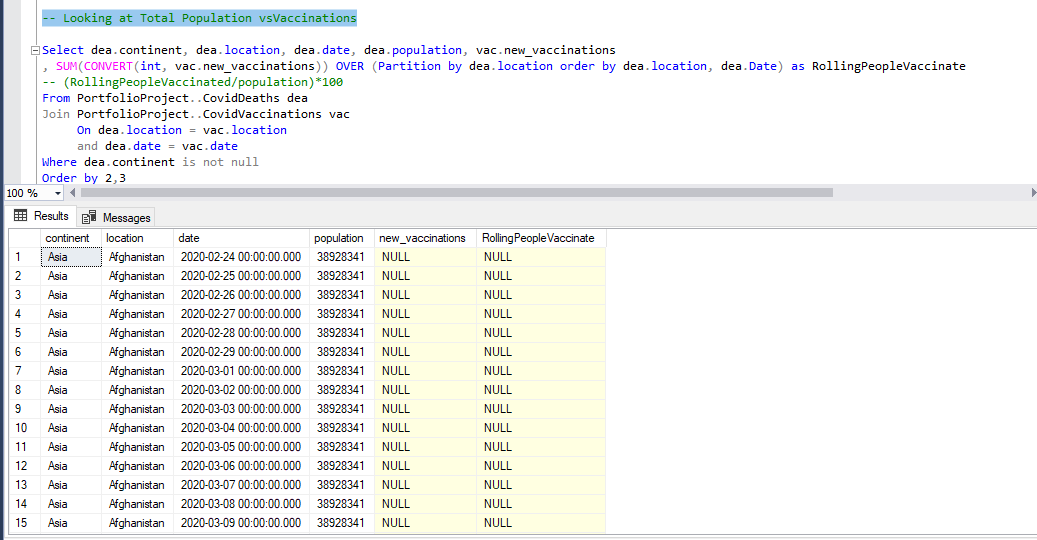 -- Looking at Total Population vsVaccinations
Select dea.continent, dea.location, dea.date, dea.population, vac.new_vaccinations
, SUM(CONVERT(int, vac.new_vaccinations)) OVER (Partition by dea.location order by dea.location, dea.Date) as RollingPeopleVaccinate
-- (RollingPeopleVaccinated/population)*100
From PortfolioProject..CovidDeaths dea
Join PortfolioProject..CovidVaccinations vac
On dea.location = vac.location
and dea.date = vac.date
Where dea.continent is not null
Order by 2,3
100 %
Results Messages
continent location date population new_vaccinations RollingPeopleVaccinate
1 Asia Afghanistan 2020-02-24 00:00:00.000 38928341 NULL NULL
2 Asia Afghanistan 2020-02-25 00:00:00.000 38928341 NULL NULL
3 Asia Afghanistan 2020-02-26 00:00:00.000 38928341 NULL NULL
4 Asia Afghanistan 2020-02-27 00:00:00.000 38928341 NULL NULL
5 Asia Afghanistan 2020-02-28 00:00:00.000 38928341 NULL NULL
6 Asia Afghanistan 2020-02-29 00:00:00.000 38928341 NULL NULL
7 Asia Afghanistan 2020-03-01 00:00:00.000 38928341 NULL NULL
8 Asia Afghanistan 2020-03-02 00:00:00.000 38928341 NULL NULL
9 Asia Afghanistan 2020-03-03 00:00:00.000 38928341 NULL NULL
10 Asia Afghanistan 2020-03-04 00:00:00.000 38928341 NULL NULL
11 Asia Afghanistan 2020-03-05 00:00:00.000 38928341 NULL NULL
12 Asia Afghanistan 2020-03-06 00:00:00.000 38928341 NULL NULL
13 Asia Afghanistan 2020-03-07 00:00:00.000 38928341 NULL NULL
14 Asia Afghanistan 2020-03-08 00:00:00.000 38928341 NULL NULL
15 Asia Afghanistan 2020-03-09 00:00:00.000 38928341 NULL NULL